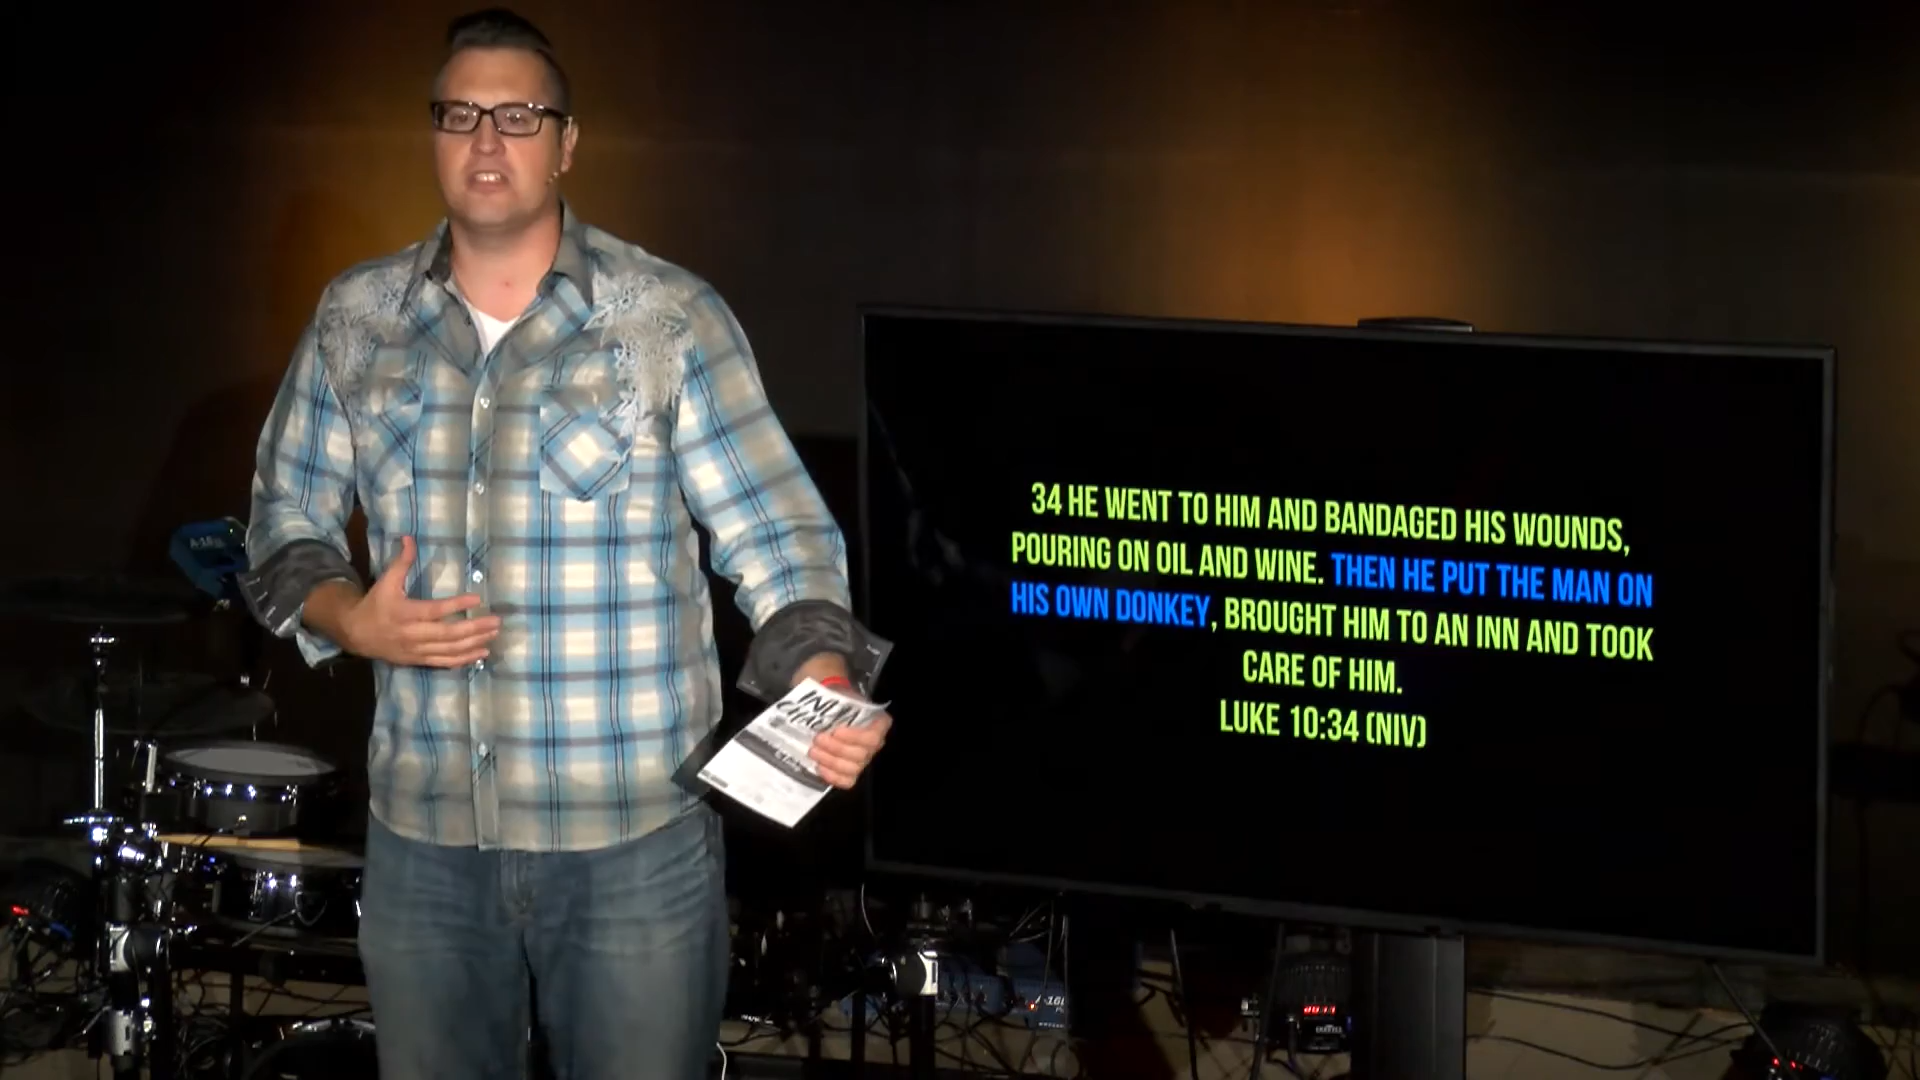 34 HE WENT TO HIM AND BANDAGED HIS WOUNDS,
POURING ON OIL AND WINE. THEN HE PUT THE MAN ON
HIS OWN DONKEY, BROUGHT HIM TO AN INN AND TOOK
CARE OF HIM.
LUKE 10:34 (NIV)